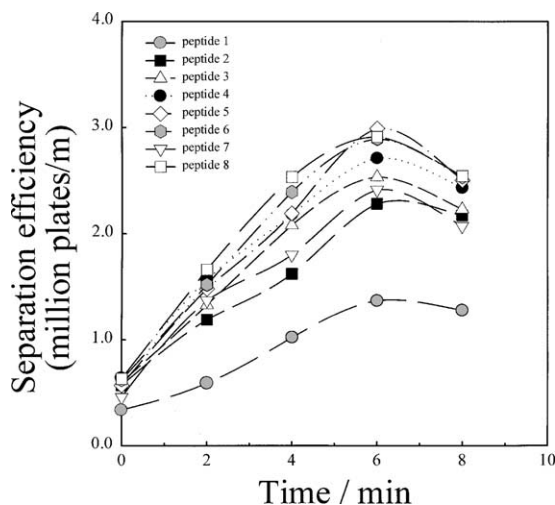 4.0
peptide 1
peptide 2
peptide 3
peptide 4
peptide 5
peptide 6
peptide 7
peptide 8
3.0
2.0
1.0
0.0
Separation efficiency
(million plates/m)
0 2 4 6 8 10
Time / min